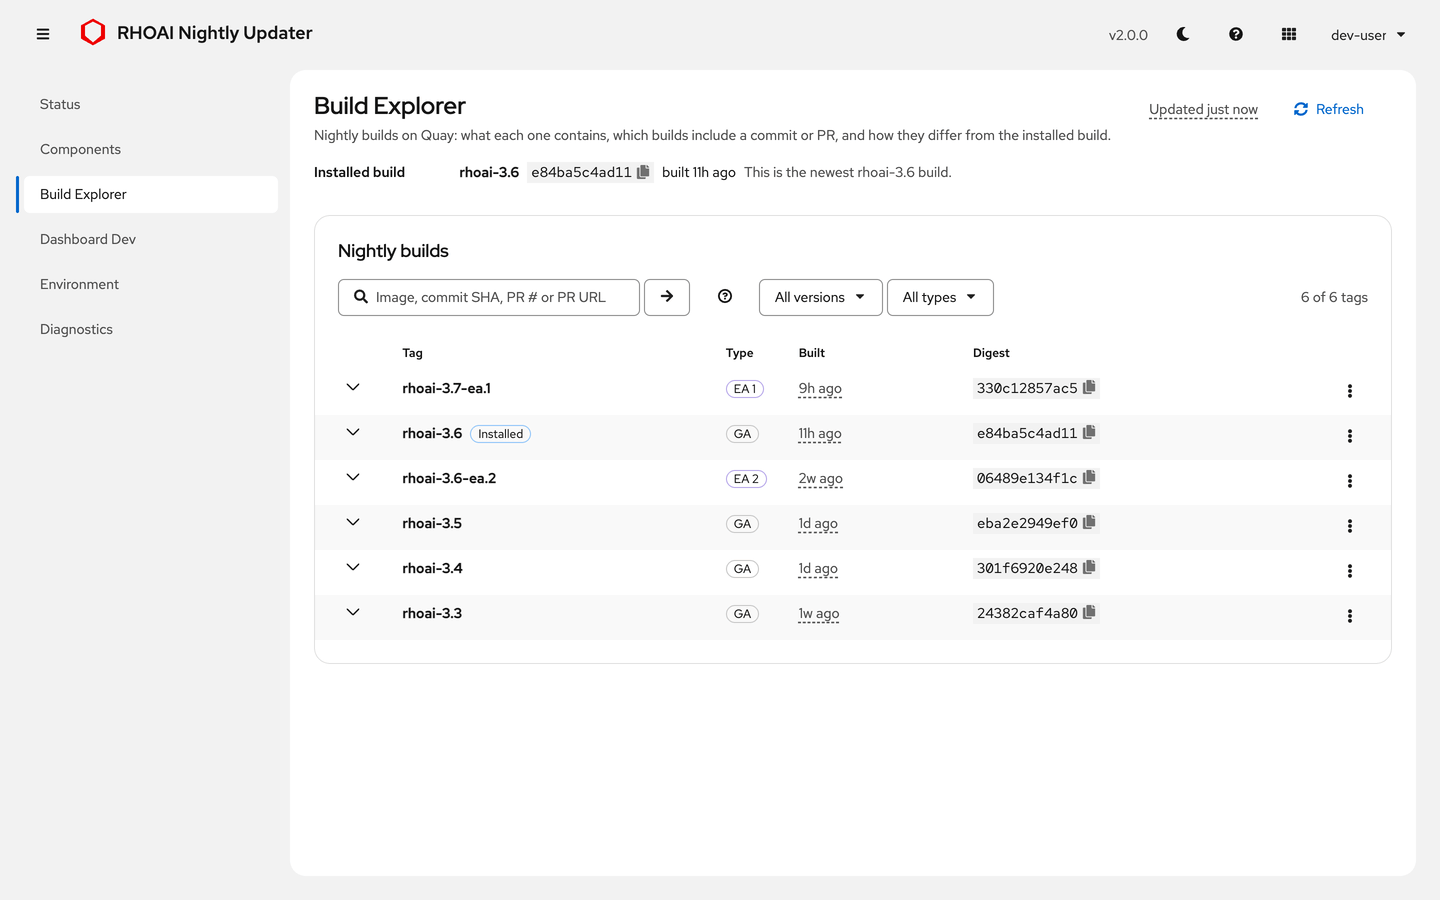 RHOAI Nightly Updater
v2.0.0
dev-user
Status
Components
Build Explorer
Dashboard Dev
Environment
Diagnostics
Build Explorer
Updated just now
Refresh
Nightly builds on Quay: what each one contains, which builds include a commit or PR, and how they differ from the installed build.
Installed build rhoai-3.6 e84ba5c4ad11 built 11h ago This is the newest rhoai-3.6 build.
Nightly builds
Image, commit SHA, PR # or PR URL
All versions
All types
6 of 6 tags
Tag Type Built Digest
rhoai-3.7-ea.1 EA 1 9h ago 330c12857ac5
rhoai-3.6 Installed GA 11h ago e84ba5c4ad11
rhoai-3.6-ea.2 EA 2 2w ago 06489e134f1c
rhoai-3.5 GA 1d ago eba2e2949ef0
rhoai-3.4 GA 1d ago 301f6920e248
rhoai-3.3 GA 1w ago 24382caf4a80